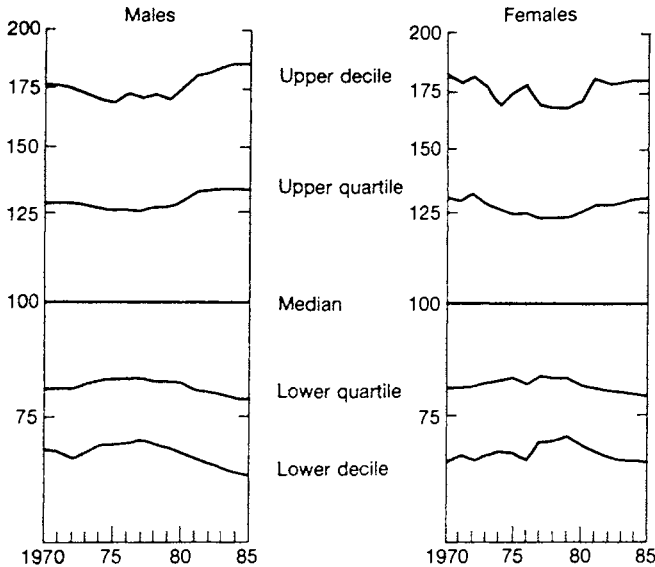 Males
Females
200
175
150
125
100
75
1970
75
80
85
Upper decile
Upper quartile
Median
Lower quartile
Lower decile
200
175
150
125
100
75
1970
75
80
85